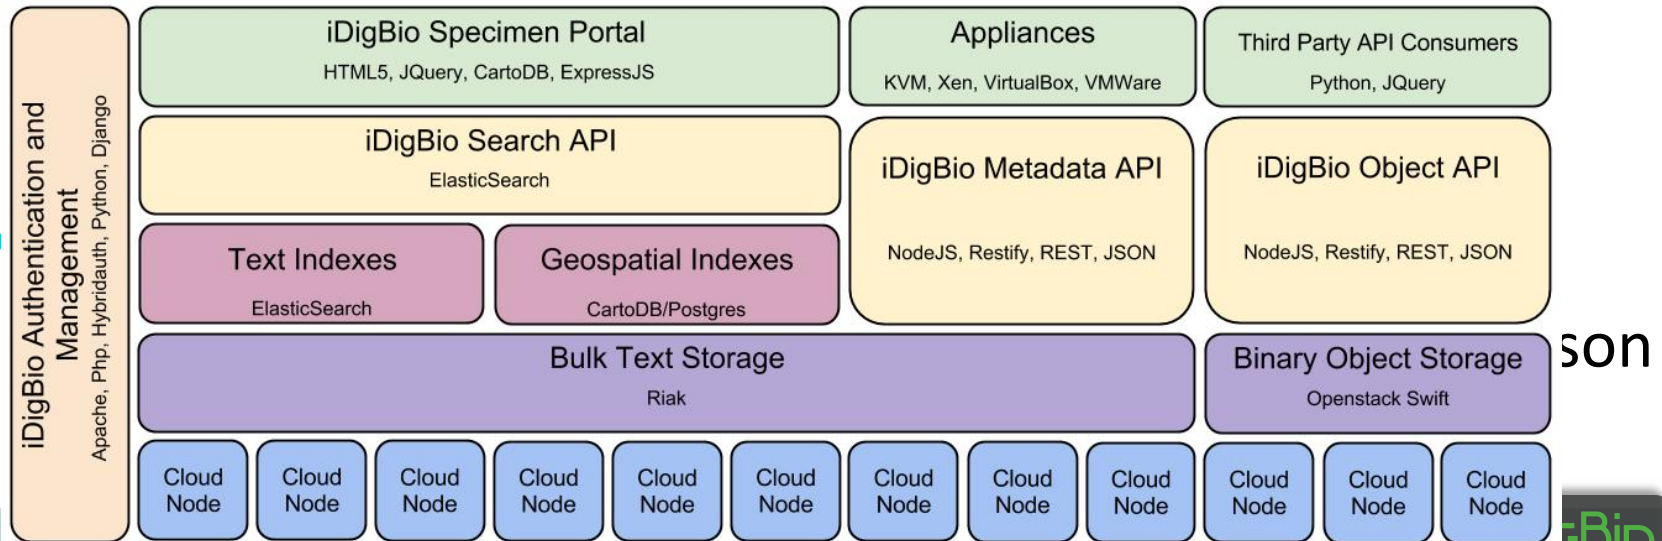 iDigBio Authentication and
Management
Apache, Php, Hybridauth, Python, Django
iDigBio Specimen Portal
HTML5, JQuery, CartoDB, ExpressJS
Appliances
KVM, Xen, VirtualBox, VMWare
Third Party API Consumers
Python, JQuery
iDigBio Search API
ElasticSearch
iDigBio Metadata API
NodeJS, Restify, REST, JSON
iDigBio Object API
NodeJS, Restify, REST, JSON
Text Indexes
ElasticSearch
Geospatial Indexes
CartoDB/Postgres
Bulk Text Storage
Riak
Binary Object Storage
Openstack Swift
son
Cloud
Node
Cloud
Node
Cloud
Node
Cloud
Node
Cloud
Node
Cloud
Node
Cloud
Node
Cloud
Node
Cloud
Node
Cloud
Node
Cloud
Node
Cloud
Node